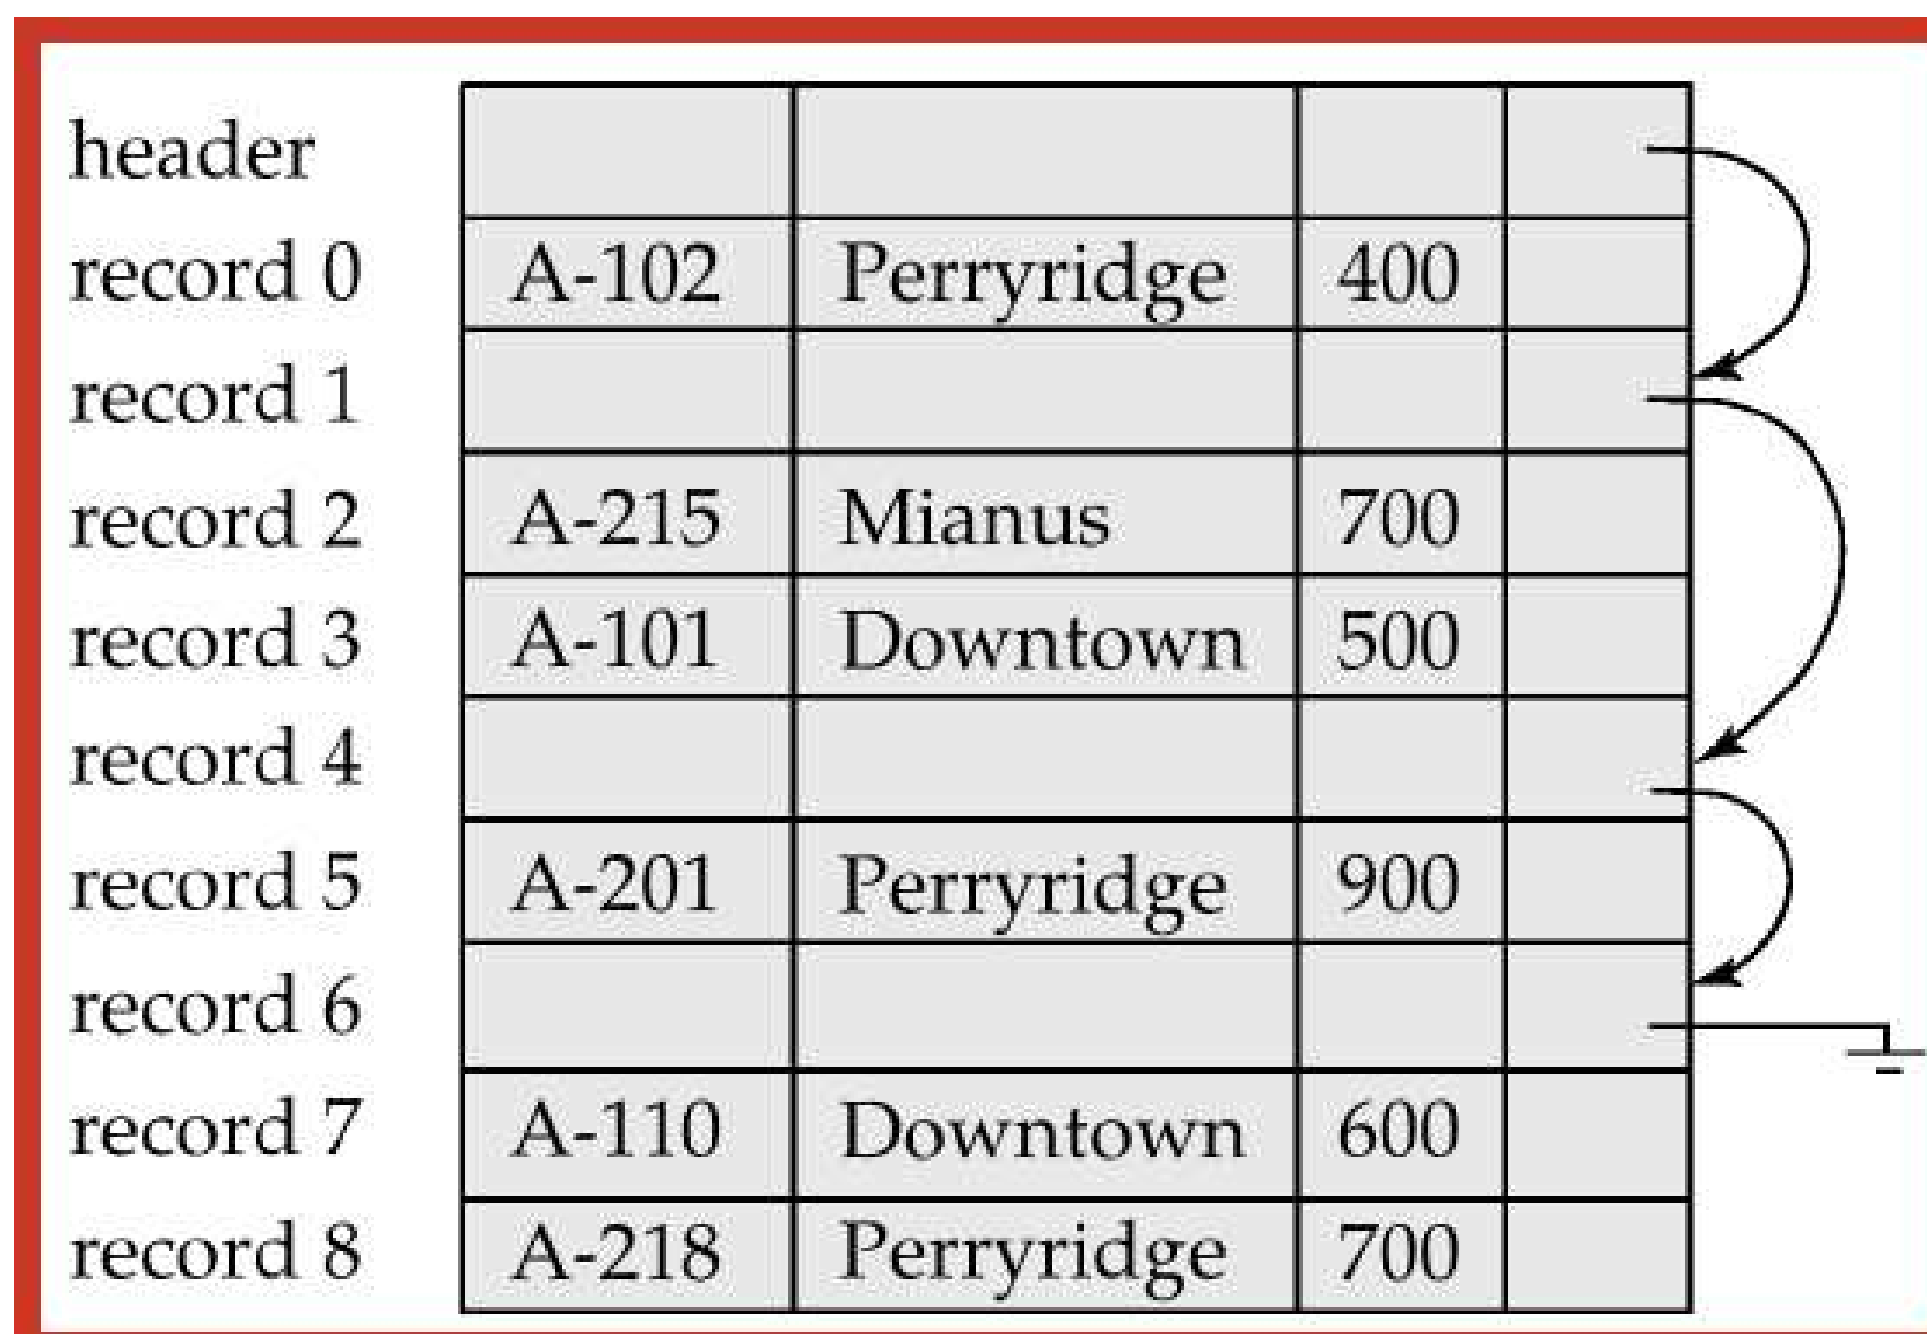 header
record 0 A-102 Perryridge 400
record 1
record 2 A-215 Mianus 700
record 3 A-101 Downtown 500
record 4
record 5 A-201 Perryridge 900
record 6
record 7 A-110 Downtown 600
record 8 A-218 Perryridge 700